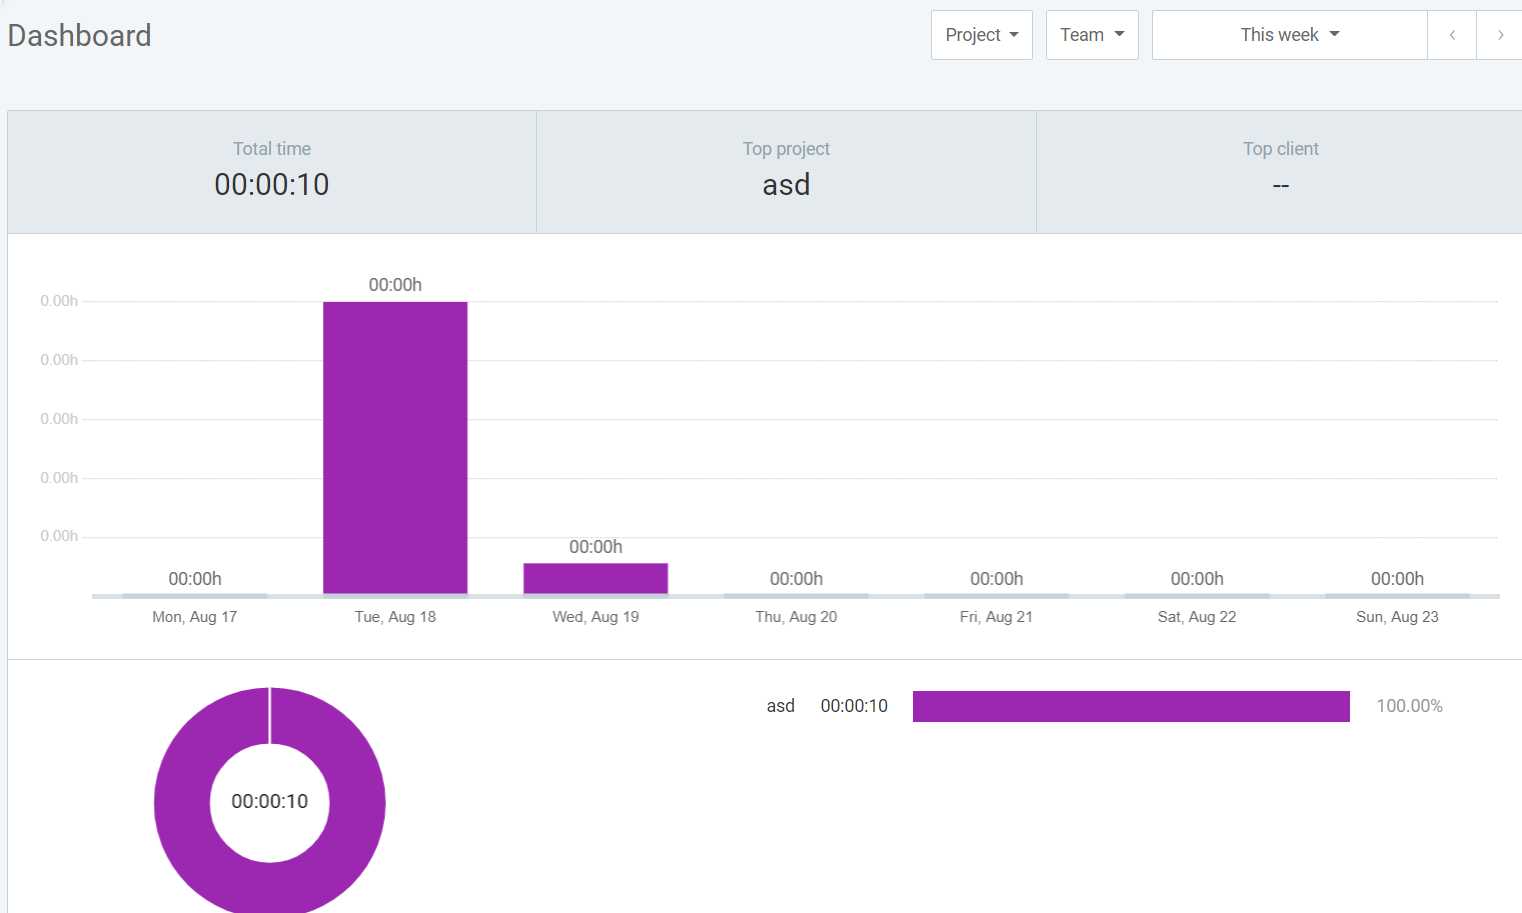 Dashboard
Project
Team
This week
Total time
00:00:10
Top project
asd
Top client
--
00:00h
0.00h
0.00h
0.00h
0.00h
0.00h
00:00h
00:00h
00:00h
00:00h
00:00h
00:00h
Mon, Aug 17
Tue, Aug 18
Wed, Aug 19
Thu, Aug 20
Fri, Aug 21
Sat, Aug 22
Sun, Aug 23
asd 00:00:10 100.00%
00:00:10